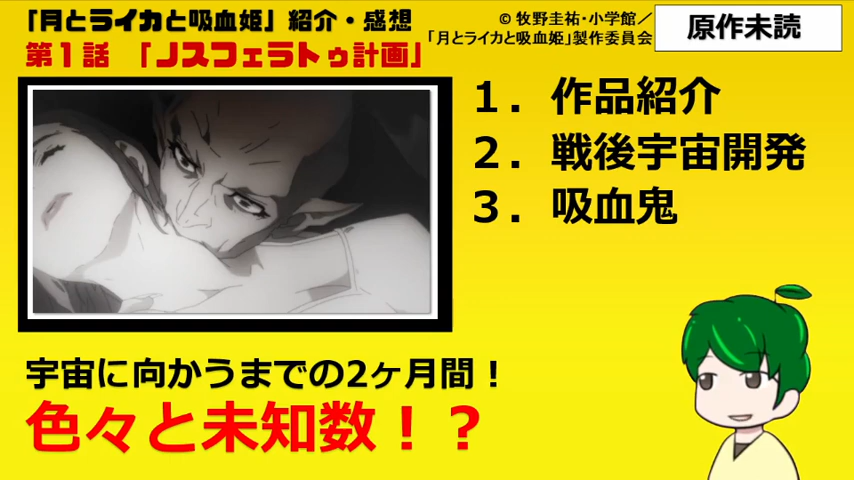 「月とライカと吸血姫」紹介・感想
第1話 「ノスフェラトゥ計画」
© 牧野圭祐・小学館／
「月とライカと吸血姫」製作委員会
原作未読
１．作品紹介
２．戦後宇宙開発
３．吸血鬼
宇宙に向かうまでの2ヶ月間！
色々と未知数！？